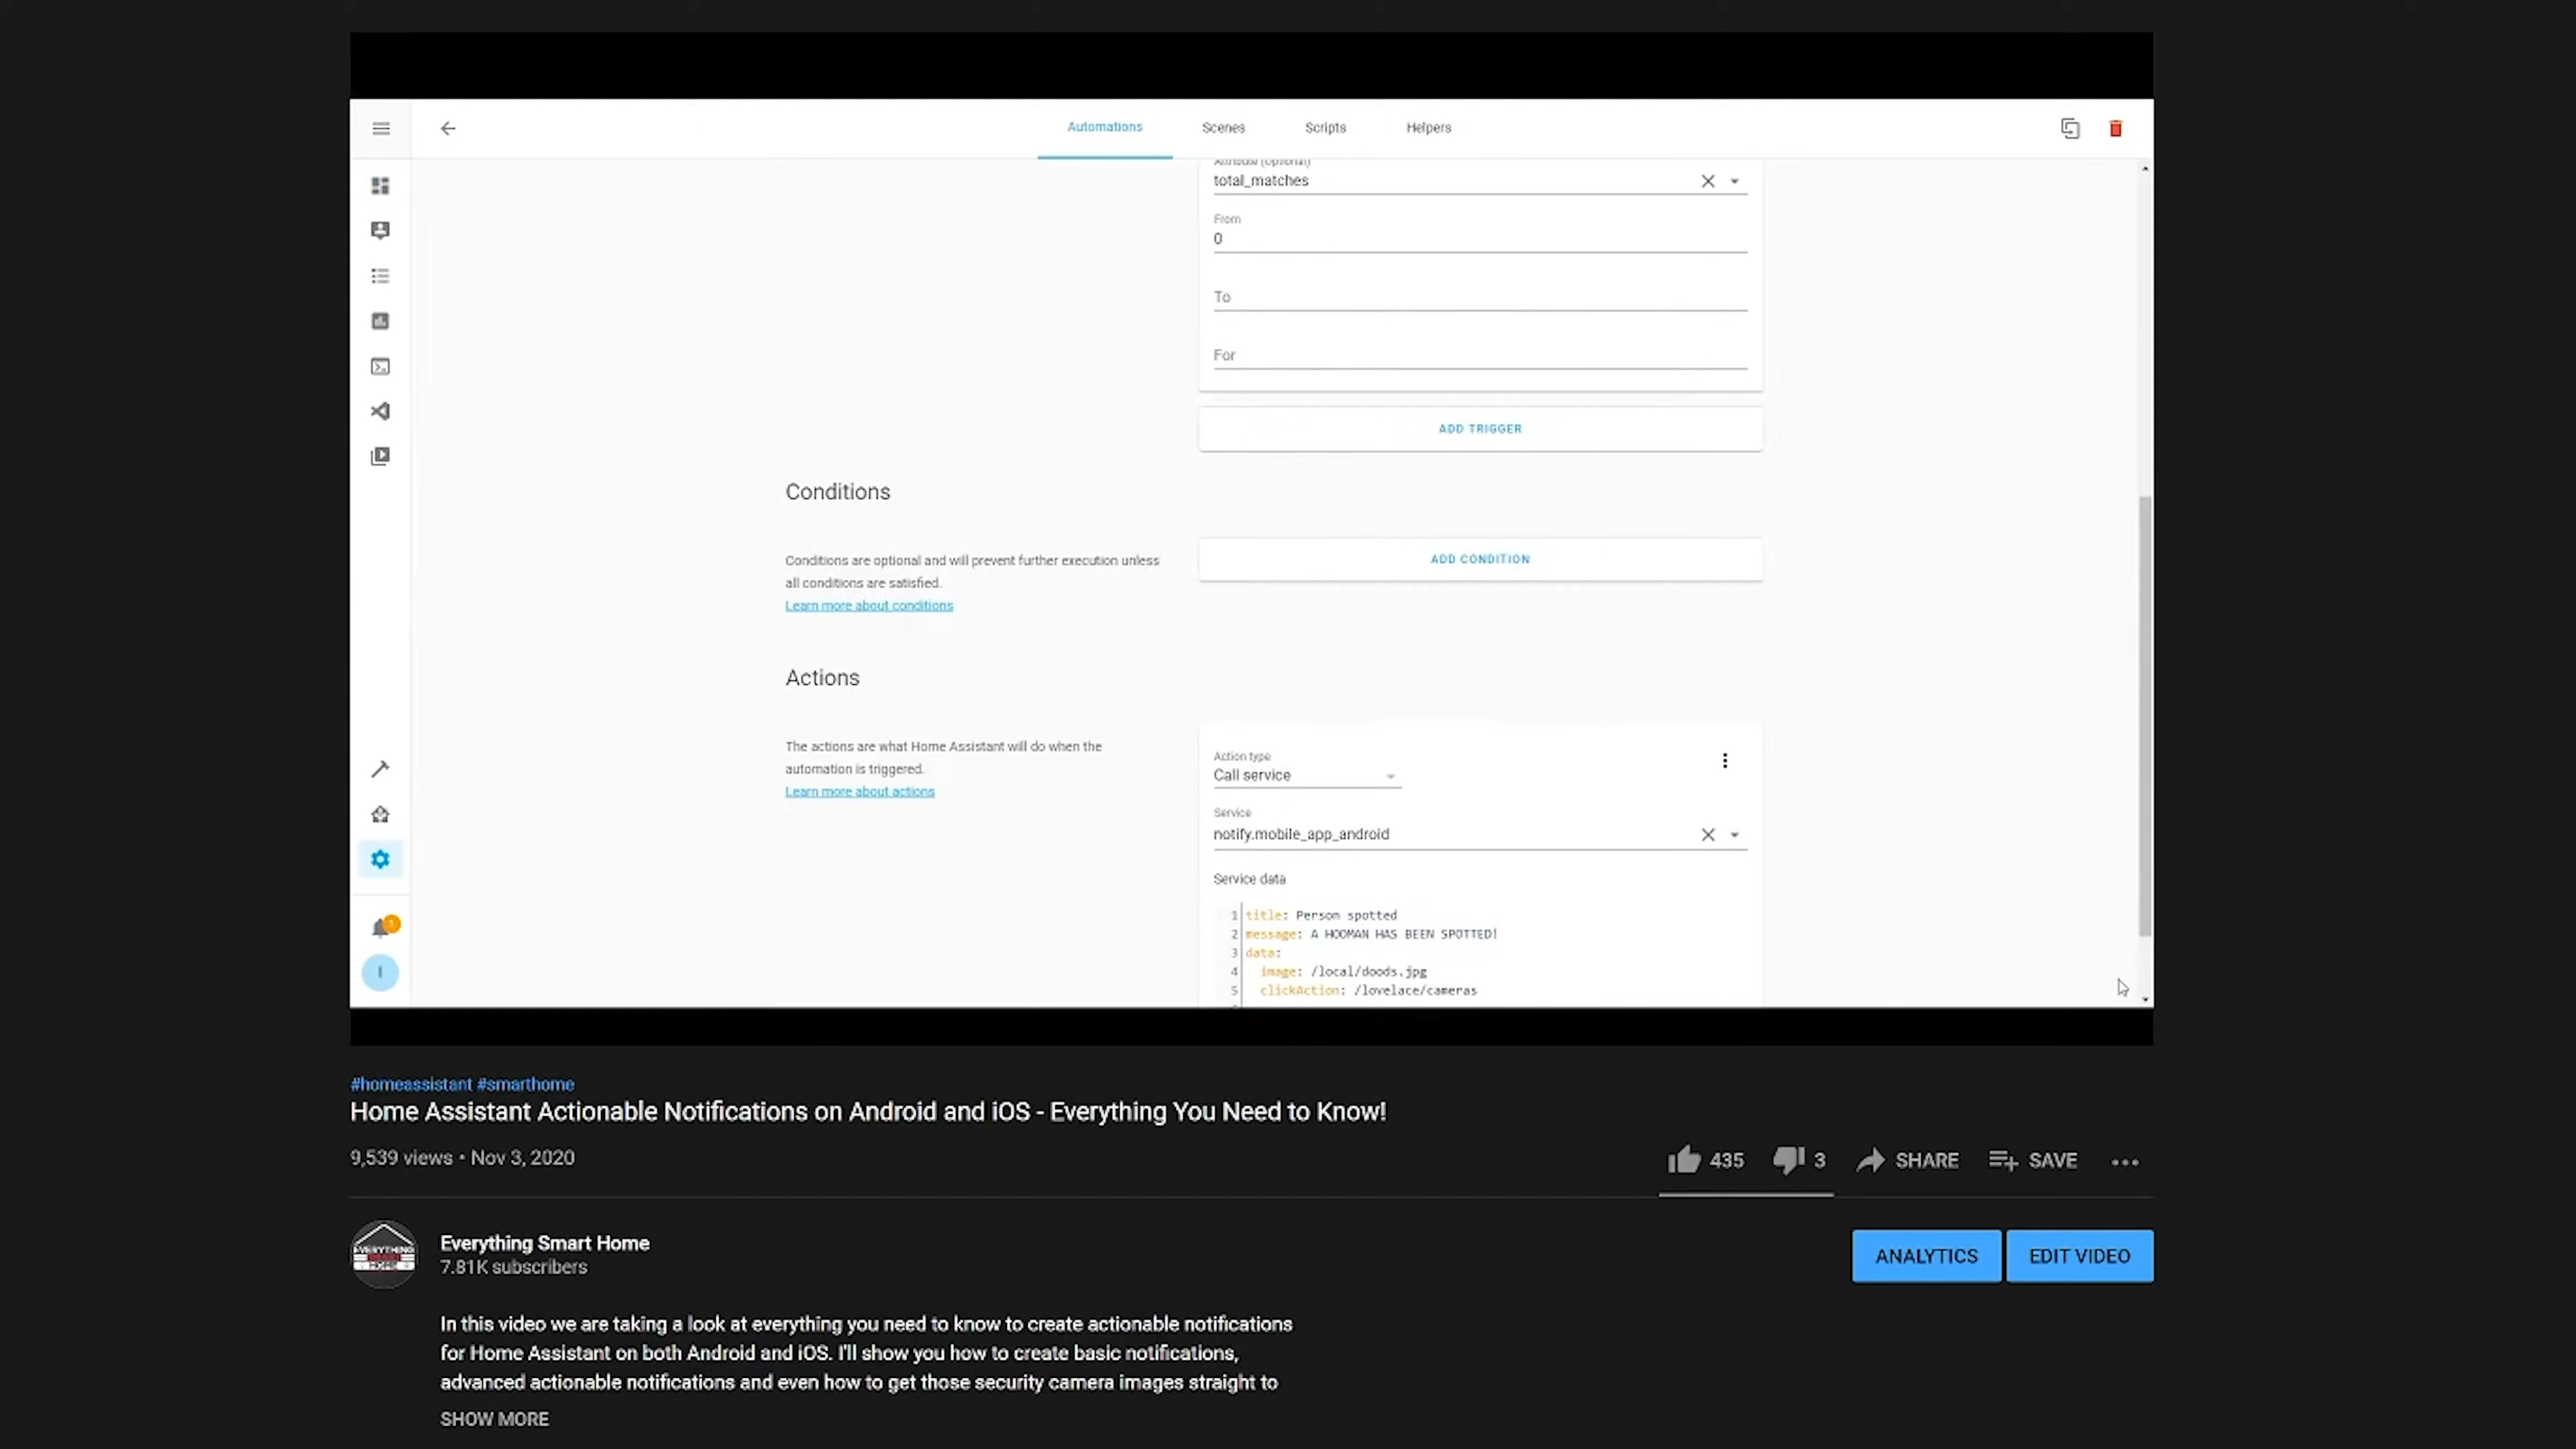 Automations
Scenes
Scripts
Helpers
Attribute (Optional)
total_matches
From
0
To
For
ADD TRIGGER
Conditions
Conditions are optional and will prevent further execution unless
all conditions are satisfied.
Learn more about conditions
ADD CONDITION
Actions
The actions are what Home Assistant will do when the
automation is triggered.
Learn more about actions
Action type
Call service
Service
notify.mobile_app_android
Service data
1 title: Person spotted
2 message: A HOOMAN HAS BEEN SPOTTED!
3 data:
4 image: /local/doods.jpg
5 clickAction: /lovelace/cameras
I
#homeassistant #smarthome
Home Assistant Actionable Notifications on Android and iOS - Everything You Need to Know!
9,539 views • Nov 3, 2020
435
3
SHARE
SAVE
EVERYTHING
SMART
HOME
Everything Smart Home
7.81K subscribers
ANALYTICS
EDIT VIDEO
In this video we are taking a look at everything you need to know to create actionable notifications
for Home Assistant on both Android and iOS. I'll show you how to create basic notifications,
advanced actionable notifications and even how to get those security camera images straight to
SHOW MORE